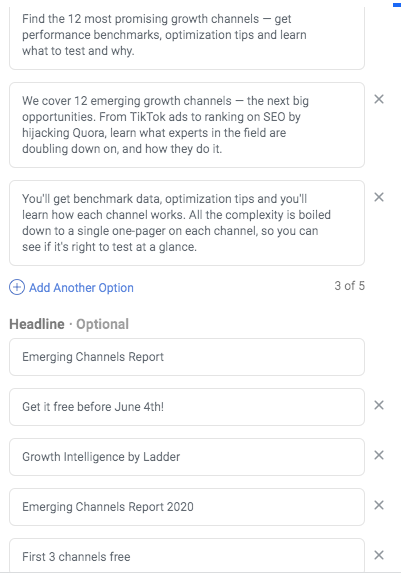 Find the 12 most promising growth channels — get
performance benchmarks, optimization tips and learn
what to test and why.
We cover 12 emerging growth channels — the next big
opportunities. From TikTok ads to ranking on SEO by
hijacking Quora, learn what experts in the field are
doubling down on, and how they do it.
You'll get benchmark data, optimization tips and you'll
learn how each channel works. All the complexity is boiled
down to a single one-pager on each channel, so you can
see if it's right to test at a glance.
Add Another Option
3 of 5
Headline · Optional
Emerging Channels Report
Get it free before June 4th!
Growth Intelligence by Ladder
Emerging Channels Report 2020
First 3 channels free